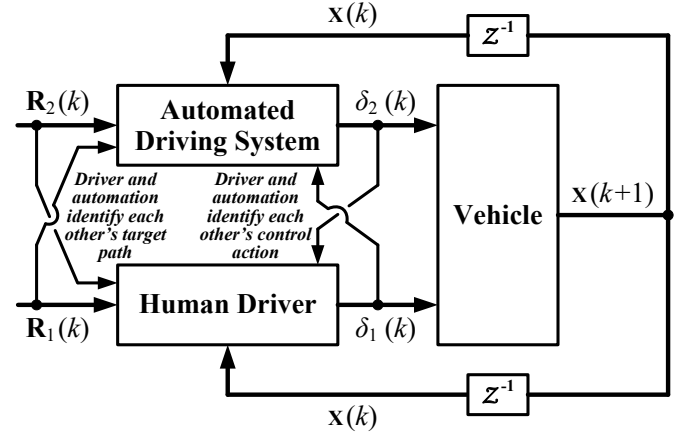 x(k)
z⁻¹
R₂(k)
Automated
Driving System
δ₂ (k)
Driver and
automation
identify each
other's target
path
Driver and
automation
identify each
other's control
action
Vehicle
x(k+1)
R₁(k)
Human Driver
δ₁ (k)
x(k)
z⁻¹